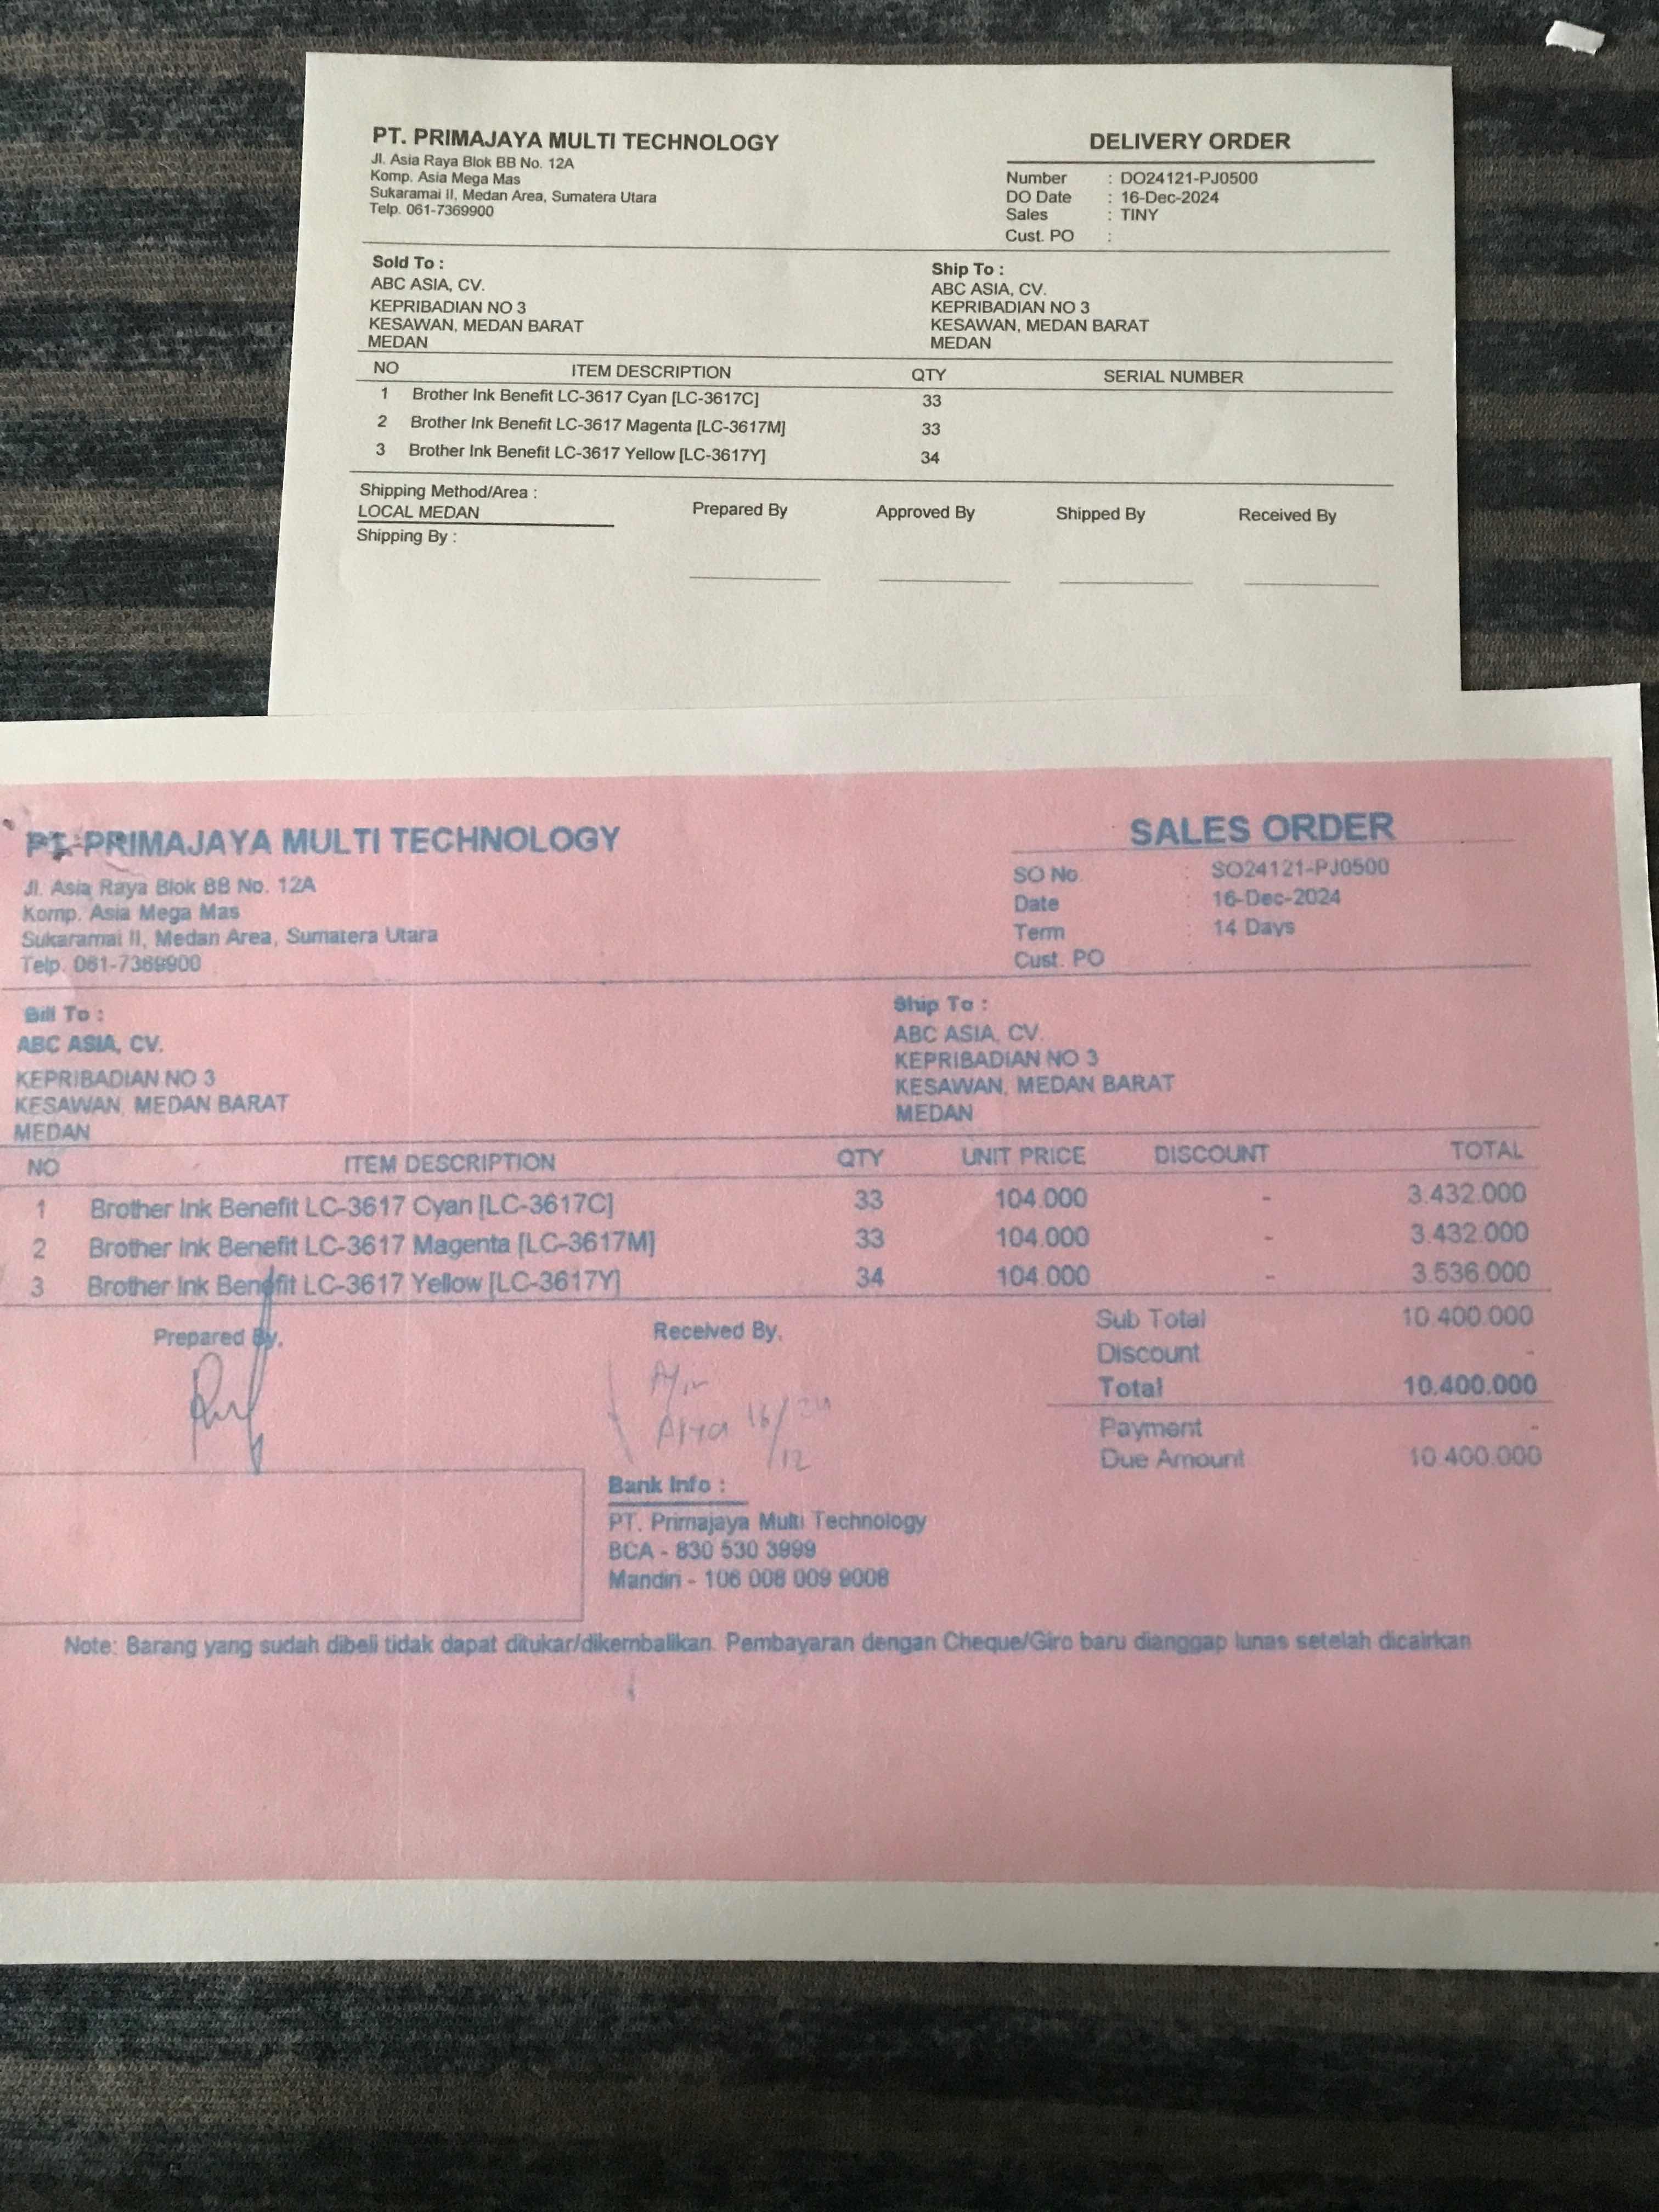 PT. PRIMAJAYA MULTI TECHNOLOGY
Jl. Asia Raya Blok BB No. 12A
Komp. Asia Mega Mas
Sukaramai II, Medan Area, Sumatera Utara
Telp. 061-7369900
DELIVERY ORDER
Number : DO24121-PJ0500
DO Date : 16-Dec-2024
Sales : TINY
Cust. PO :
Sold To :
ABC ASIA, CV.
KEPRIBADIAN NO 3
KESAWAN, MEDAN BARAT
MEDAN
Ship To :
ABC ASIA, CV.
KEPRIBADIAN NO 3
KESAWAN, MEDAN BARAT
MEDAN
NO ITEM DESCRIPTION QTY SERIAL NUMBER
1 Brother Ink Benefit LC-3617 Cyan [LC-3617C] 33
2 Brother Ink Benefit LC-3617 Magenta [LC-3617M] 33
3 Brother Ink Benefit LC-3617 Yellow [LC-3617Y] 34
Shipping Method/Area :
LOCAL MEDAN
Shipping By :
Prepared By Approved By Shipped By Received By
PT. PRIMAJAYA MULTI TECHNOLOGY
Jl. Asia Raya Blok BB No. 12A
Komp. Asia Mega Mas
Sukaramai II, Medan Area, Sumatera Utara
Telp. 061-7369900
SALES ORDER
SO No. : SO24121-PJ0500
Date : 16-Dec-2024
Term : 14 Days
Cust. PO
Bill To :
ABC ASIA, CV.
KEPRIBADIAN NO 3
KESAWAN, MEDAN BARAT
MEDAN
Ship To :
ABC ASIA, CV.
KEPRIBADIAN NO 3
KESAWAN, MEDAN BARAT
MEDAN
NO ITEM DESCRIPTION QTY UNIT PRICE DISCOUNT TOTAL
1 Brother Ink Benefit LC-3617 Cyan [LC-3617C] 33 104.000 - 3.432.000
2 Brother Ink Benefit LC-3617 Magenta [LC-3617M] 33 104.000 - 3.432.000
3 Brother Ink Benefit LC-3617 Yellow [LC-3617Y] 34 104.000 - 3.536.000
Prepared By,
Received By,
16/12
Sub Total 10.400.000
Discount -
Total 10.400.000
Payment -
Due Amount 10.400.000
Bank Info :
PT. Primajaya Multi Technology
BCA - 830 530 3999
Mandiri - 106 008 009 9008
Note: Barang yang sudah dibeli tidak dapat ditukar/dikembalikan. Pembayaran dengan Cheque/Giro baru dianggap lunas setelah dicairkan